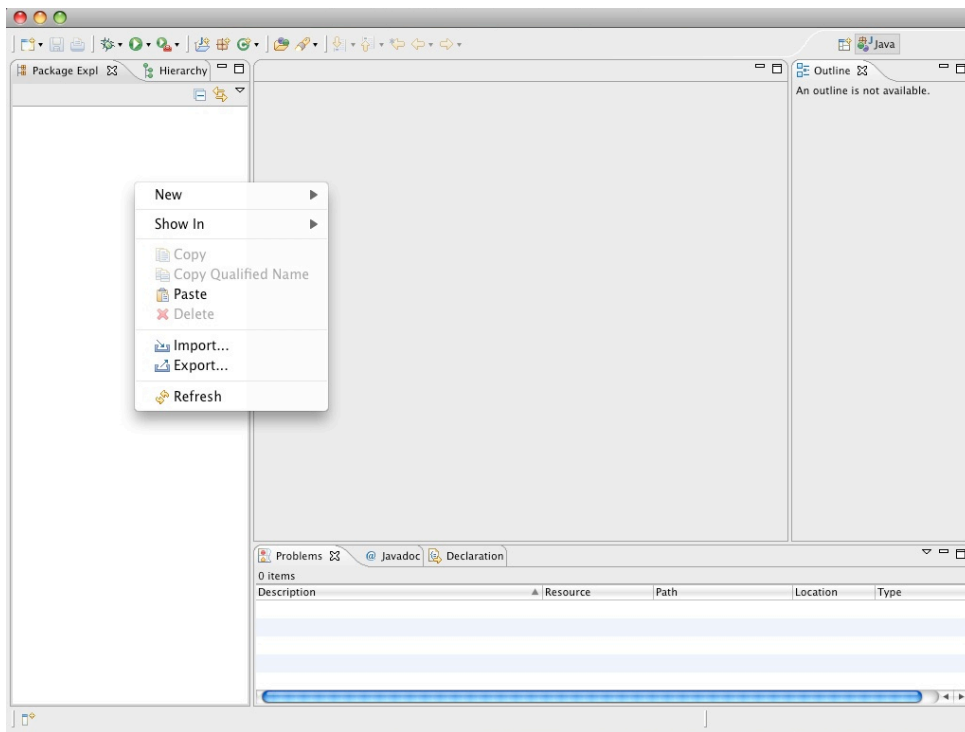 Java
Package Expl
Hierarchy
Outline
An outline is not available.
New
Show In
Copy
Copy Qualified Name
Paste
Delete
Import...
Export...
Refresh
Problems
@ Javadoc
Declaration
0 items
Description
Resource
Path
Location
Type